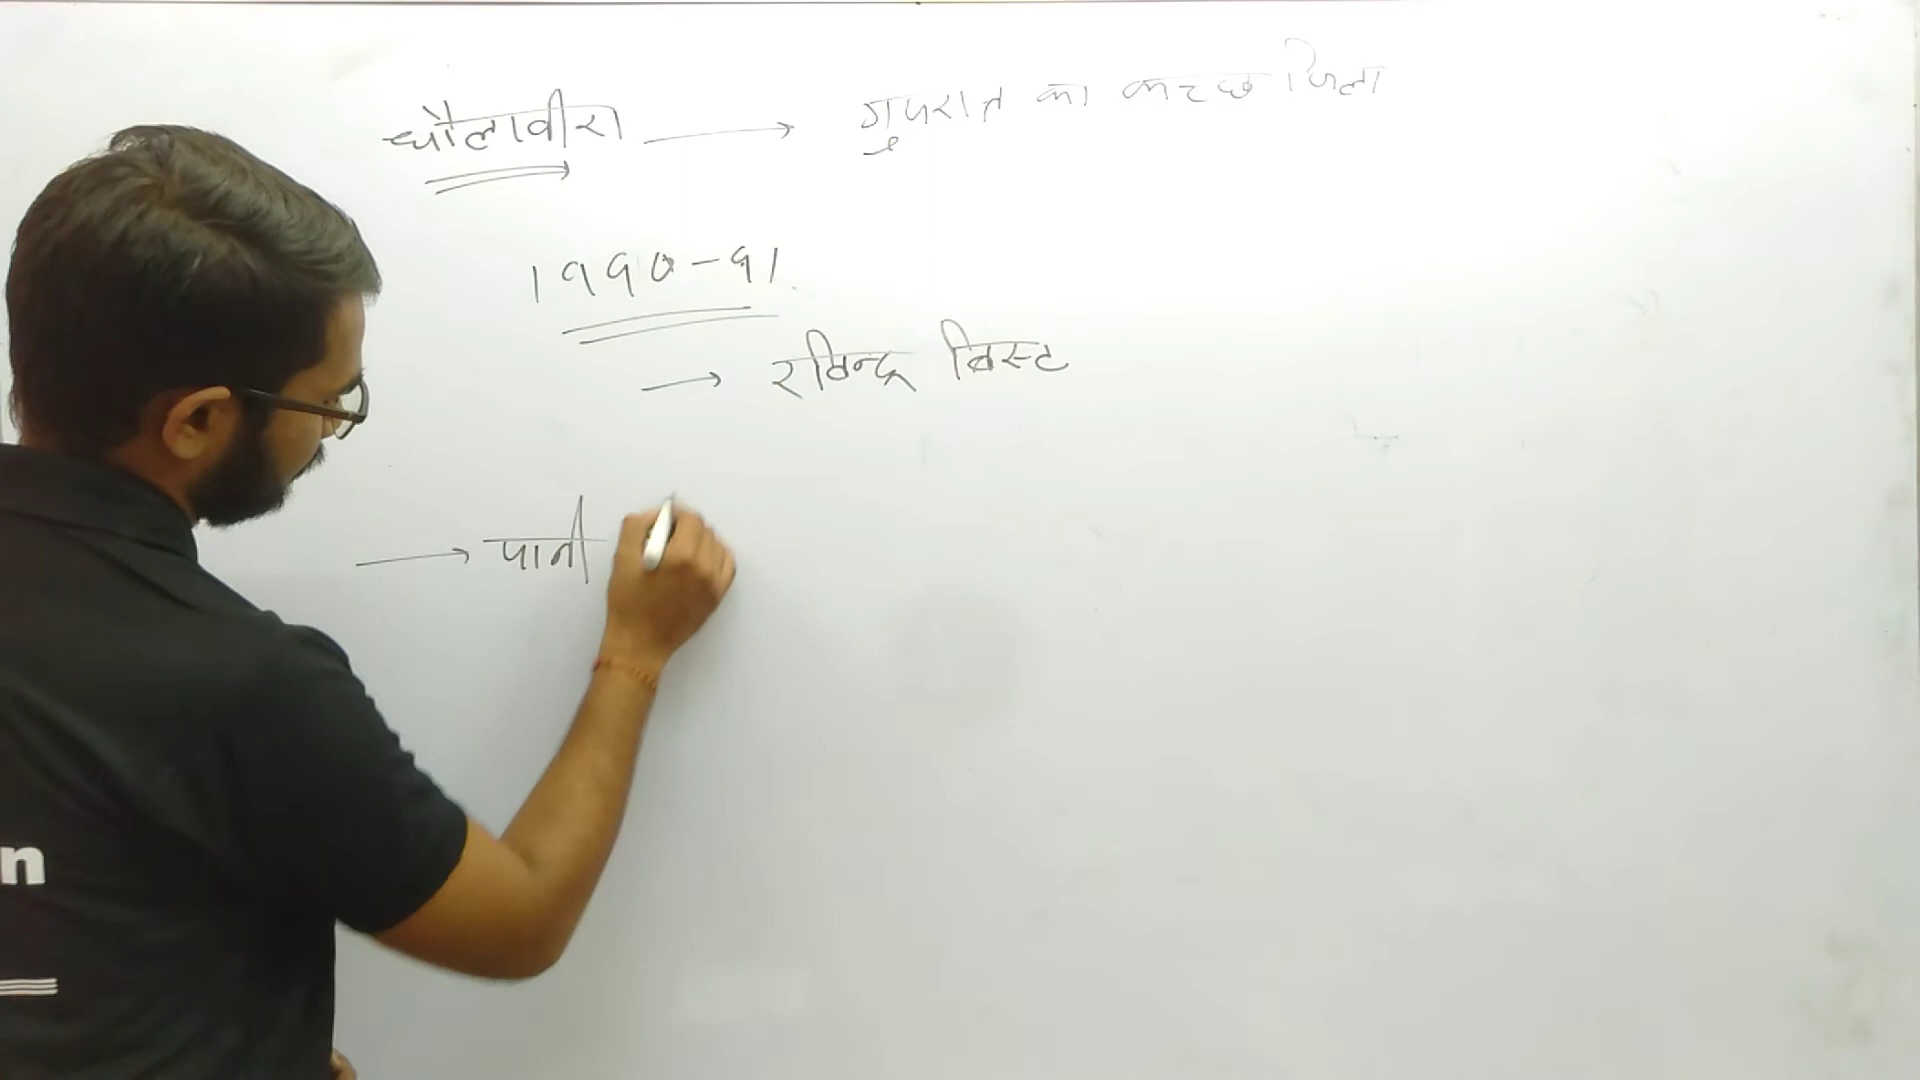 धौलावीरा → गुजरात का कच्छ जिला
1990-91
→ रविन्द्र बिस्ट
→ पानी
n